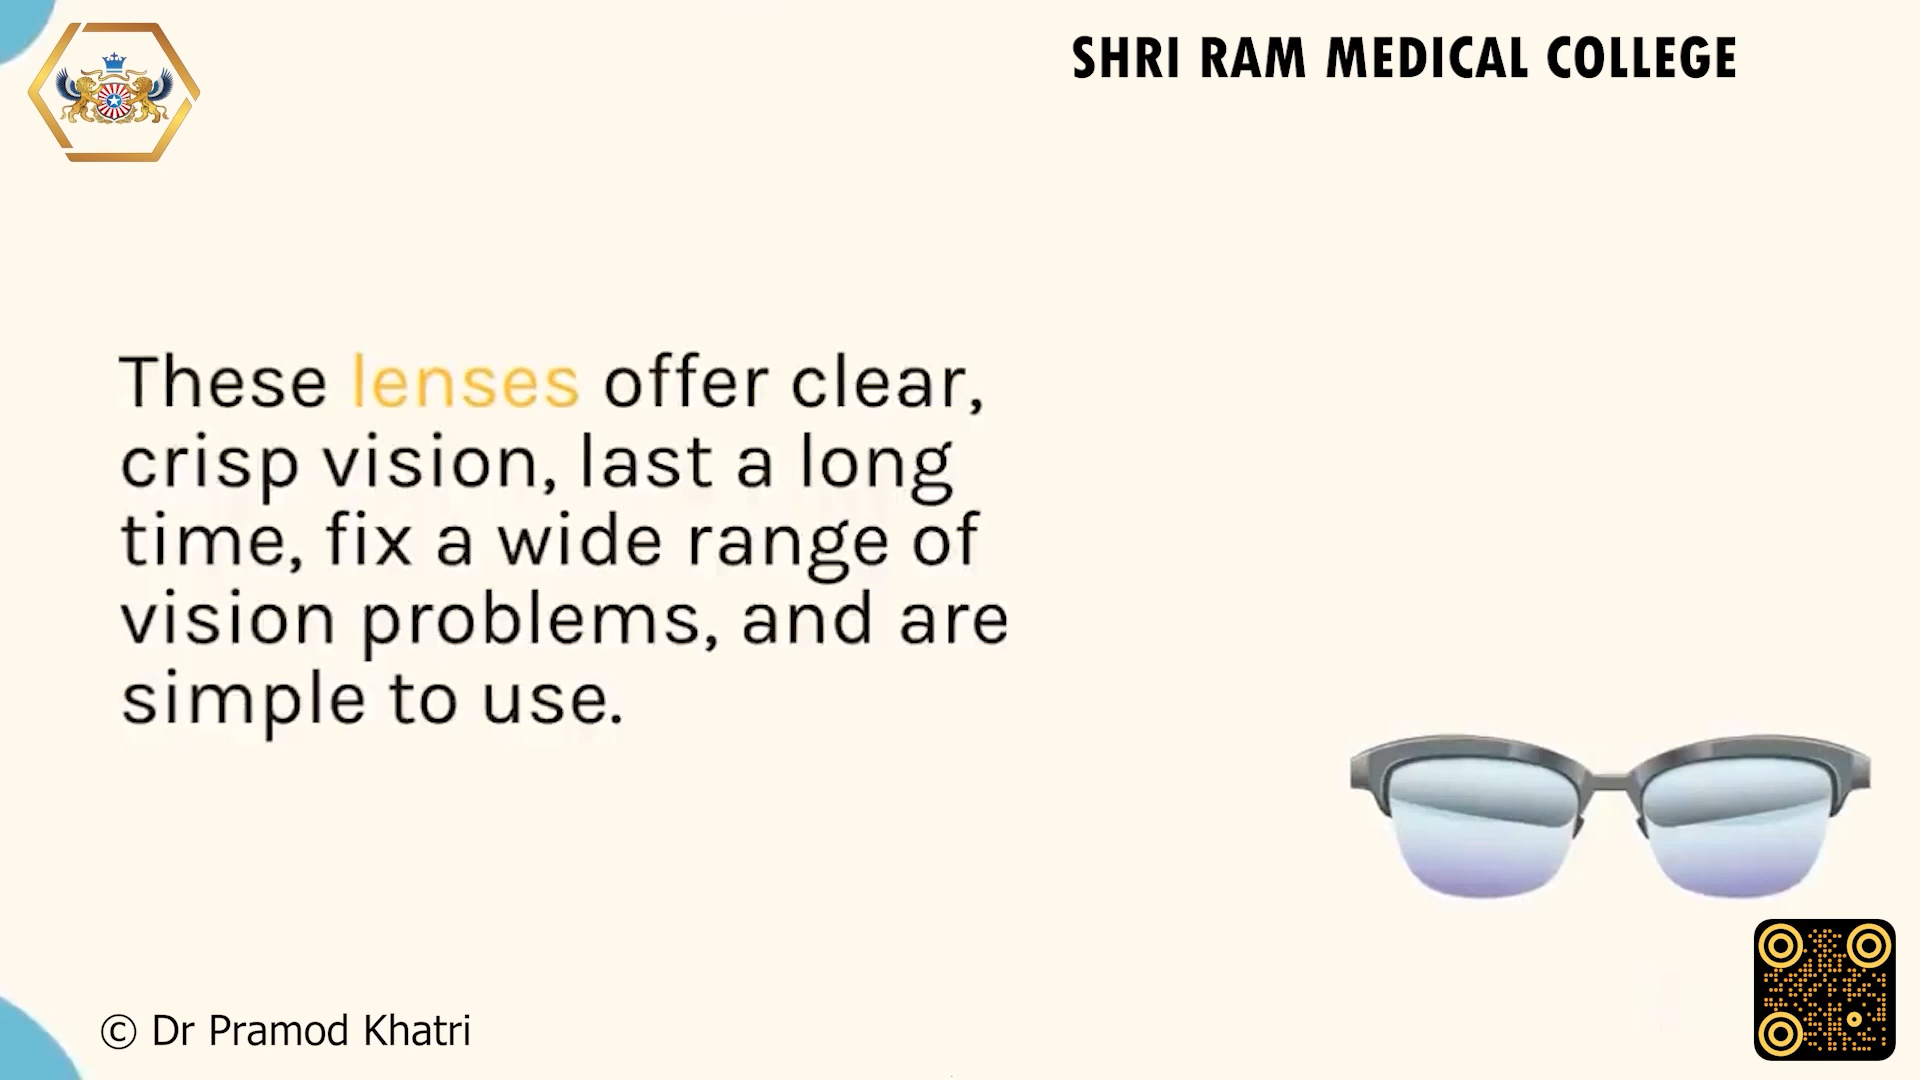 SHRI RAM MEDICAL COLLEGE
These lenses offer clear,
crisp vision, last a long
time, fix a wide range of
vision problems, and are
simple to use.
© Dr Pramod Khatri